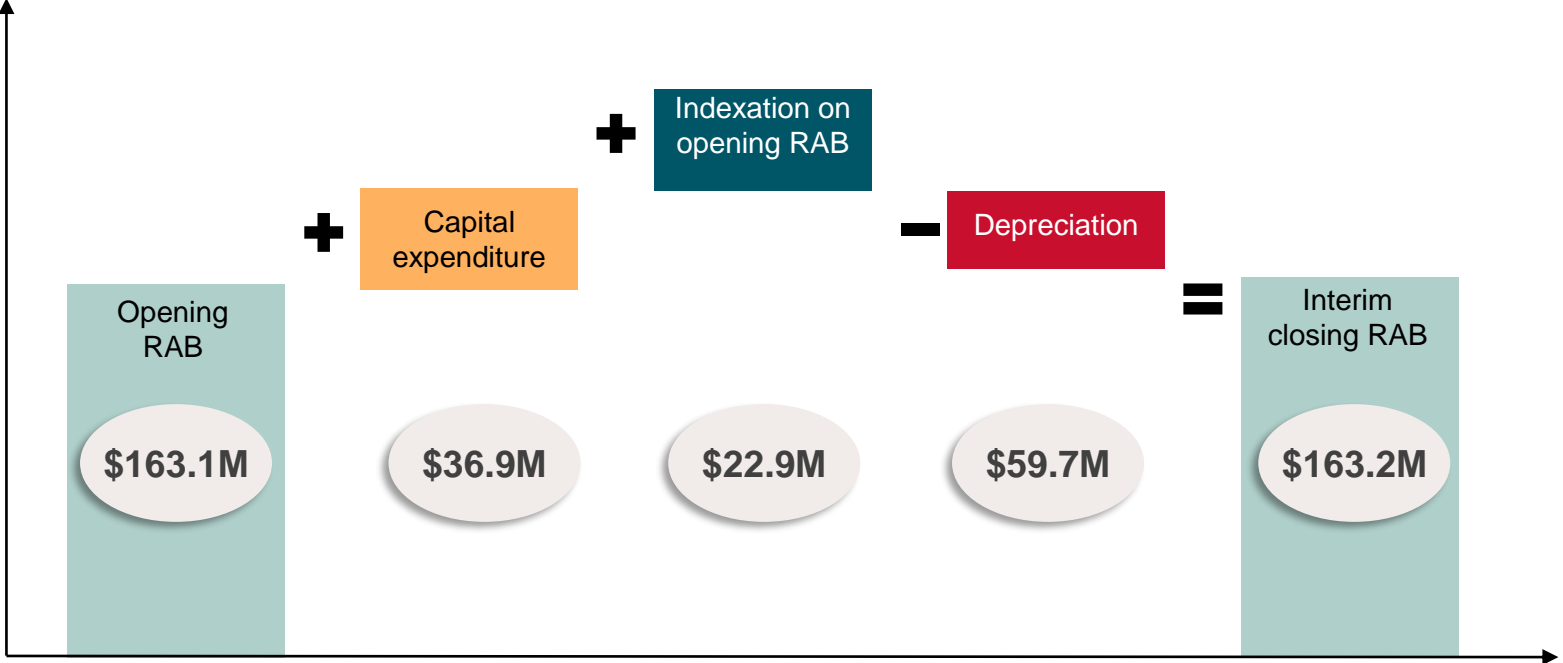 Opening
RAB
$163.1M
+
Capital
expenditure
$36.9M
+
Indexation on
opening RAB
$22.9M
-
Depreciation
$59.7M
=
Interim
closing RAB
$163.2M